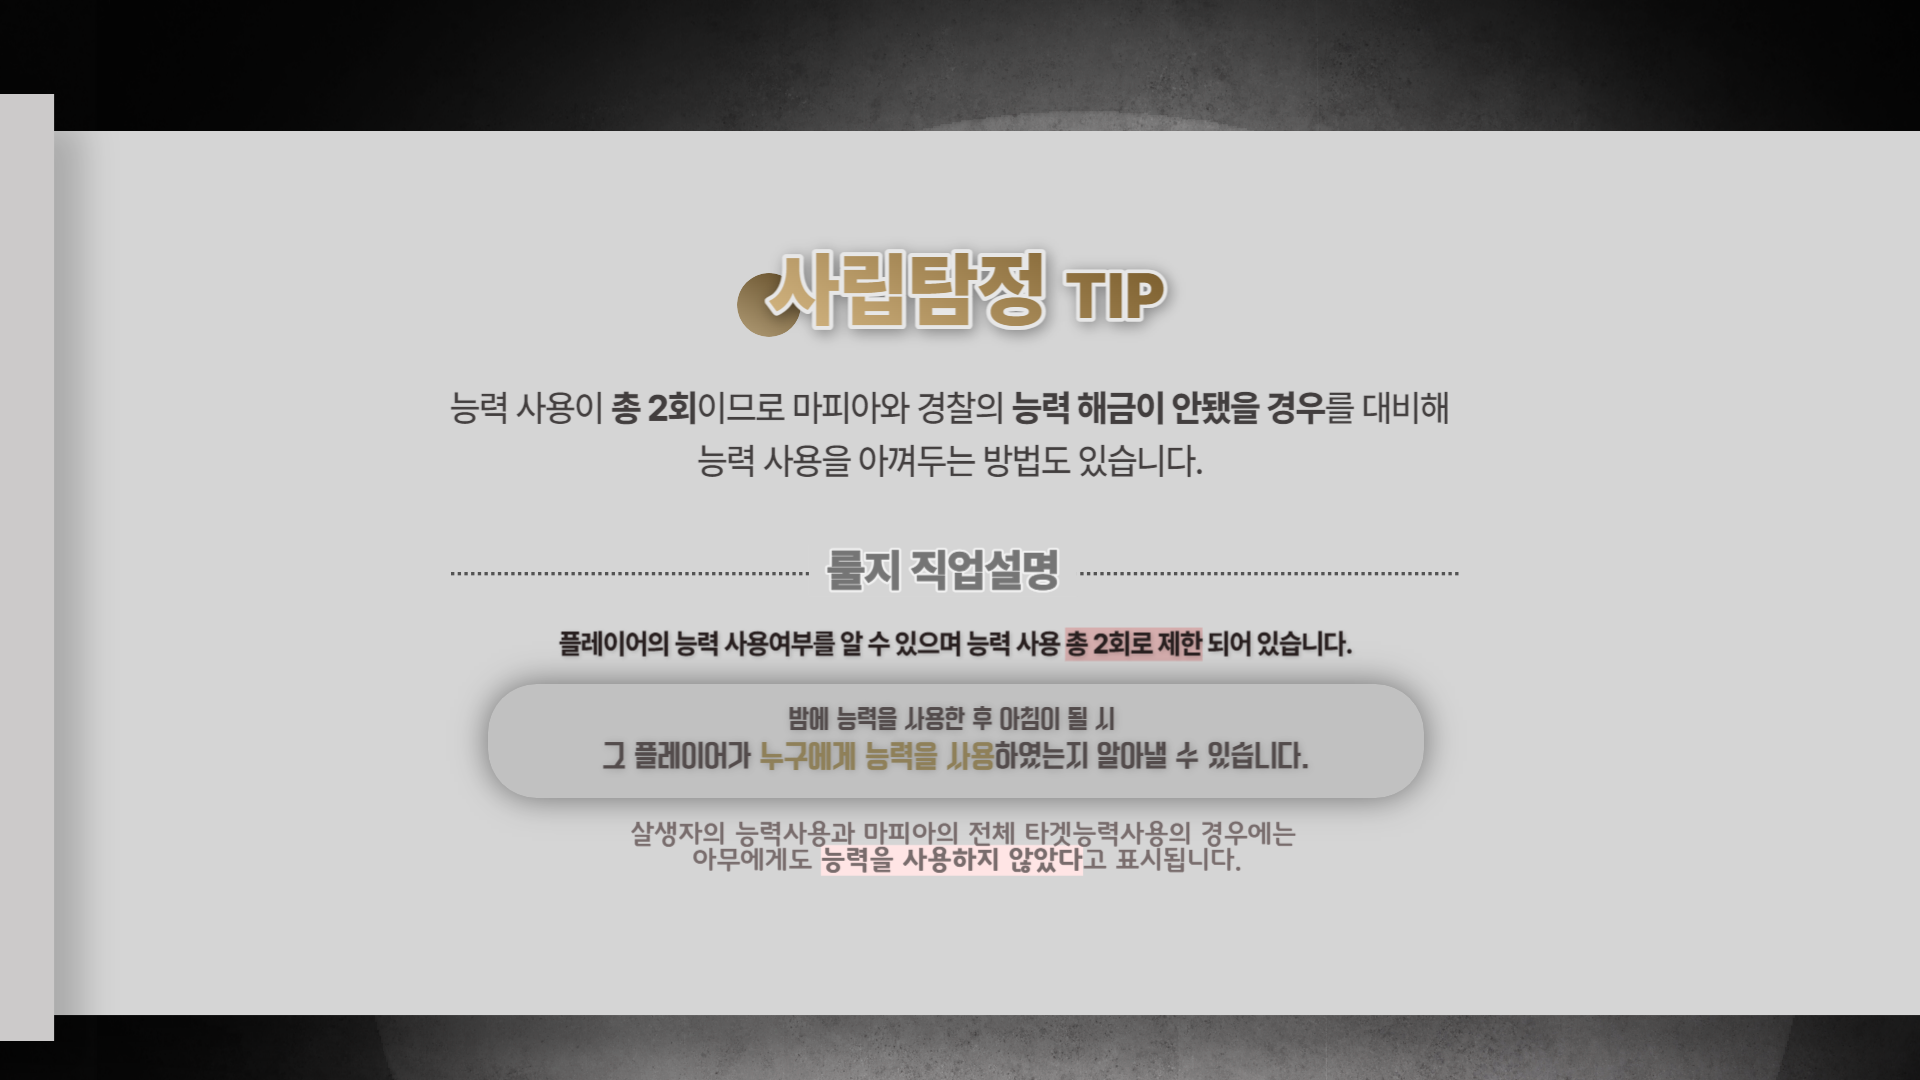 사립탐정 TIP
능력 사용이 총 2회이므로 마피아와 경찰의 능력 해금이 안됐을 경우를 대비해
능력 사용을 아껴두는 방법도 있습니다.
룰지 직업설명
플레이어의 능력 사용여부를 알 수 있으며 능력 사용 총 2회로 제한 되어 있습니다.
밤에 능력을 사용한 후 아침이 될 시
그 플레이어가 누구에게 능력을 사용하였는지 알아낼 수 있습니다.
살생자의 능력사용과 마피아의 전체 타겟능력사용의 경우에는
아무에게도 능력을 사용하지 않았다고 표시됩니다.